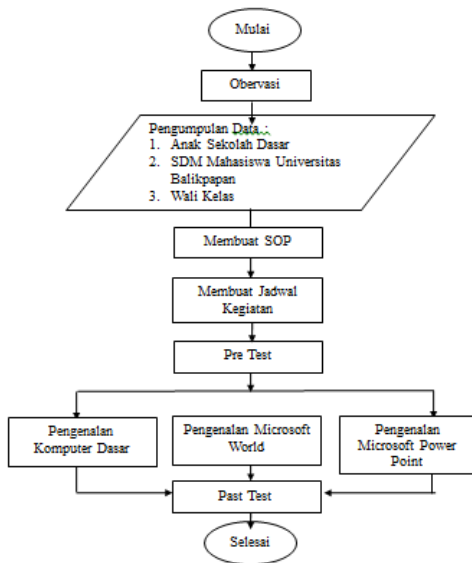 Mulai
Obervasi
Pengumpulan Data :
1. Anak Sekolah Dasar
2. SDM Mahasiswa Universitas
Balikpapan
3. Wali Kelas
Membuat SOP
Membuat Jadwal
Kegiatan
Pre Test
Pengenalan
Komputer Dasar
Pengenalan Microsoft
World
Pengenalan
Microsoft Power
Point
Past Test
Selesai